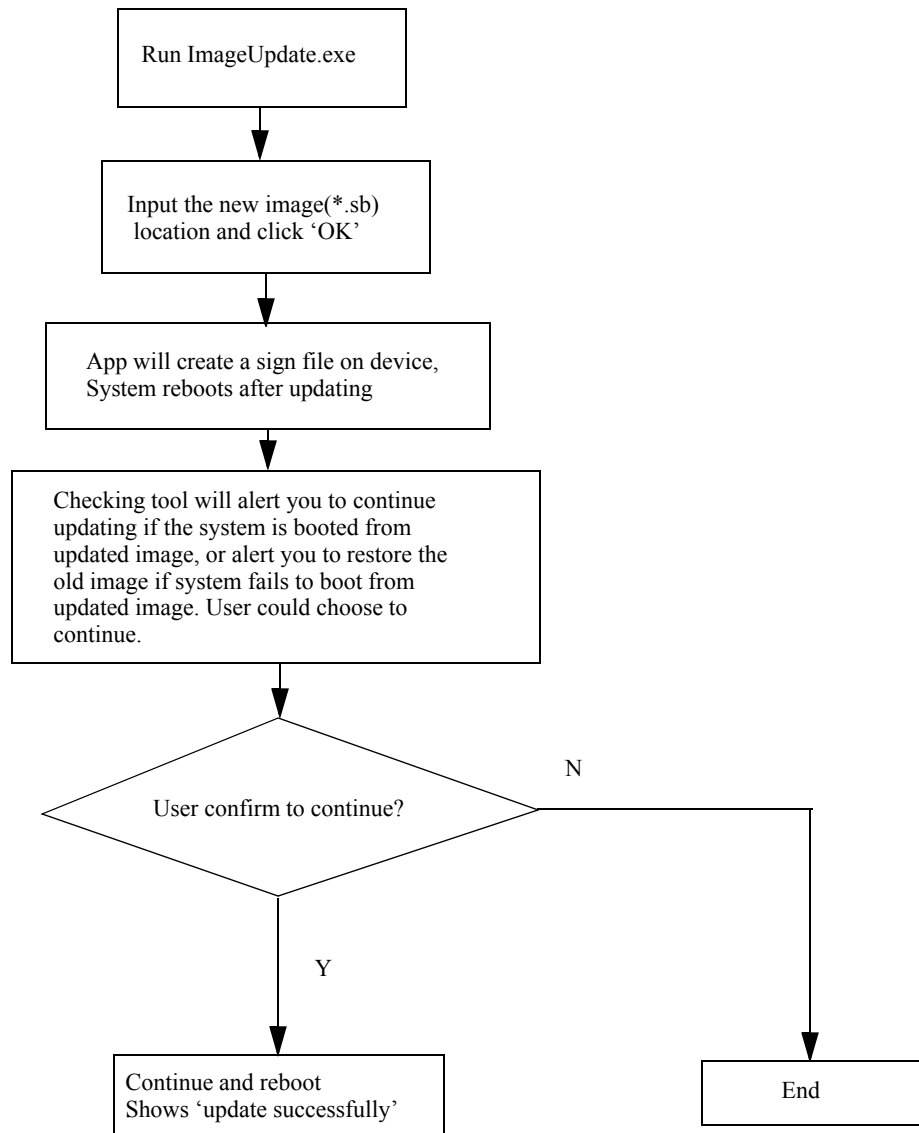 Run ImageUpdate.exe
Input the new image(*.sb)
location and click ‘OK’
App will create a sign file on device,
System reboots after updating
Checking tool will alert you to continue
updating if the system is booted from
updated image, or alert you to restore the
old image if system fails to boot from
updated image. User could choose to
continue.
User confirm to continue?
N
Y
Continue and reboot
Shows ‘update successfully’
End